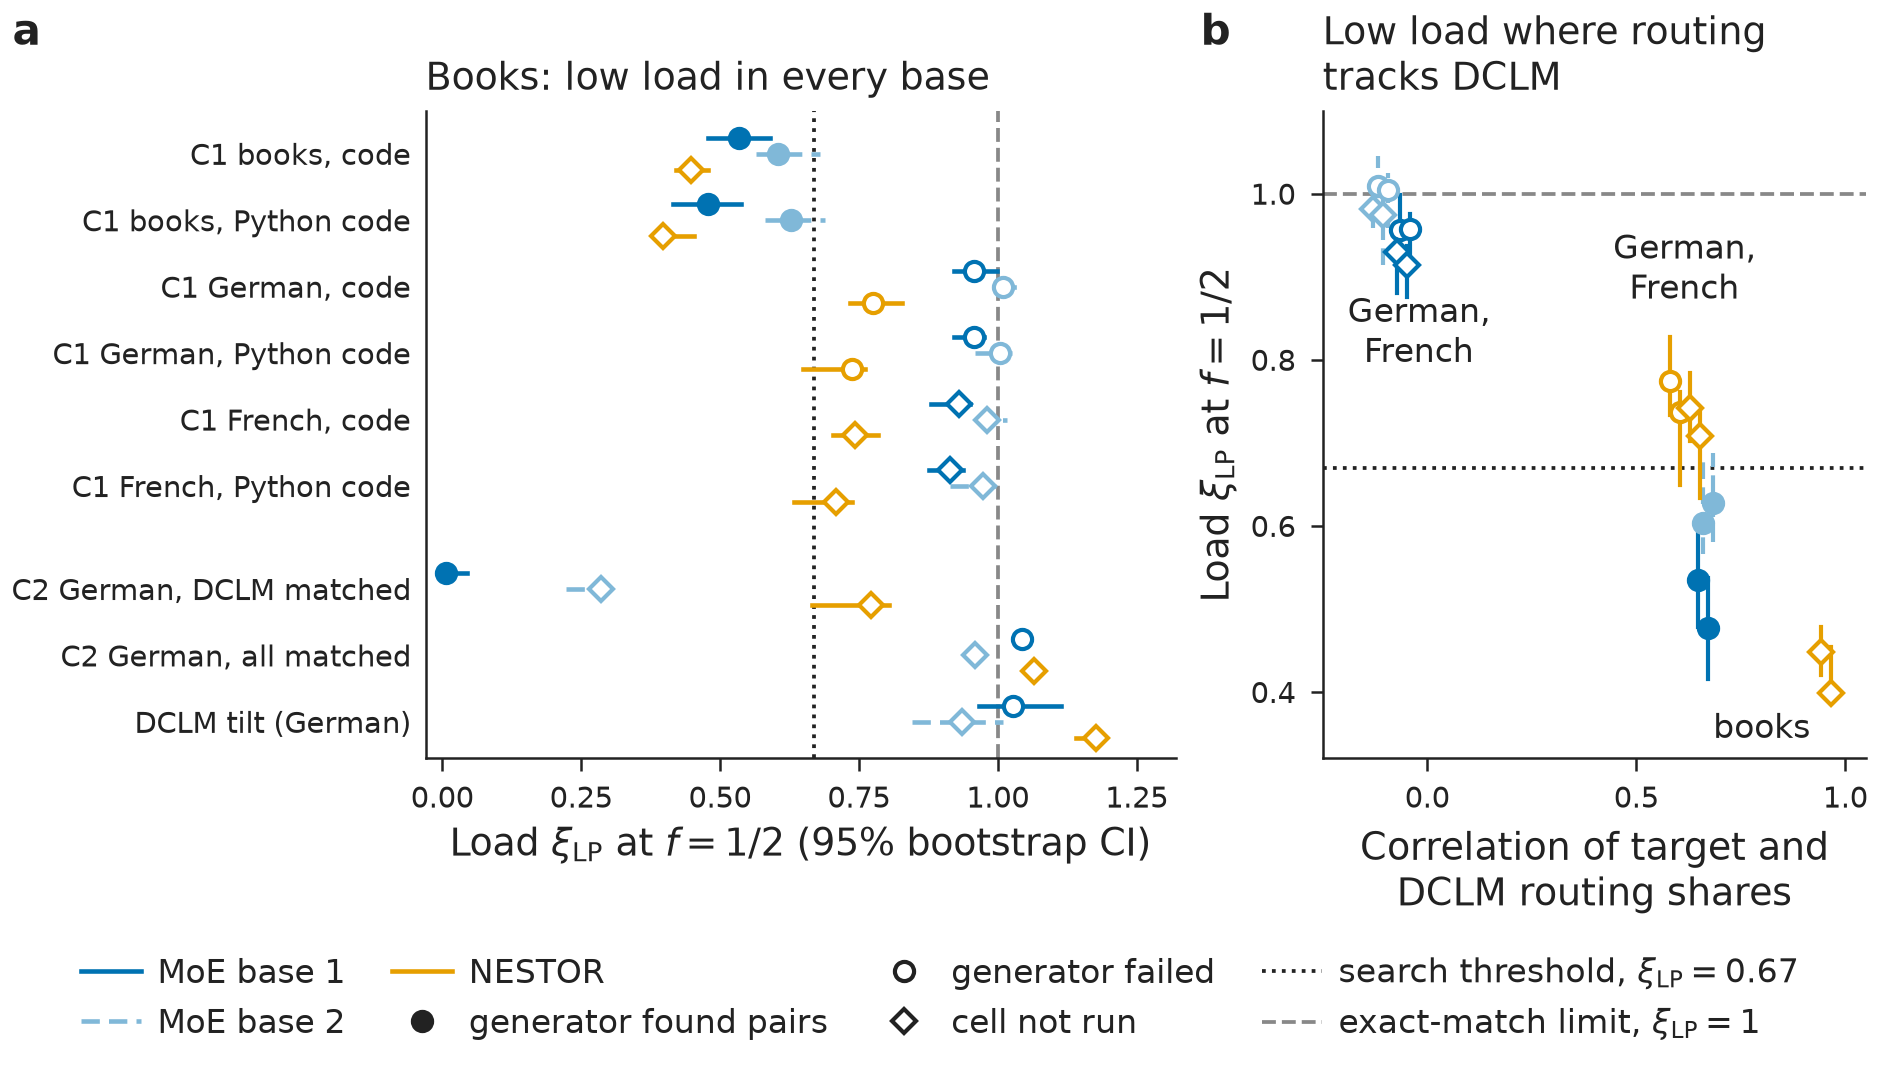 a
Books: low load in every base
C1 books, code
C1 books, Python code
C1 German, code
C1 German, Python code
C1 French, code
C1 French, Python code
C2 German, DCLM matched
C2 German, all matched
DCLM tilt (German)
0.00 0.25 0.50 0.75 1.00 1.25
Load ξLP at f = 1/2 (95% bootstrap CI)
b
Low load where routing
tracks DCLM
Load ξLP at f = 1/2
1.0
0.8
0.6
0.4
German,
French
German,
French
books
0.0 0.5 1.0
Correlation of target and
DCLM routing shares
MoE base 1
MoE base 2
NESTOR
generator found pairs
generator failed
cell not run
search threshold, ξLP = 0.67
exact-match limit, ξLP = 1